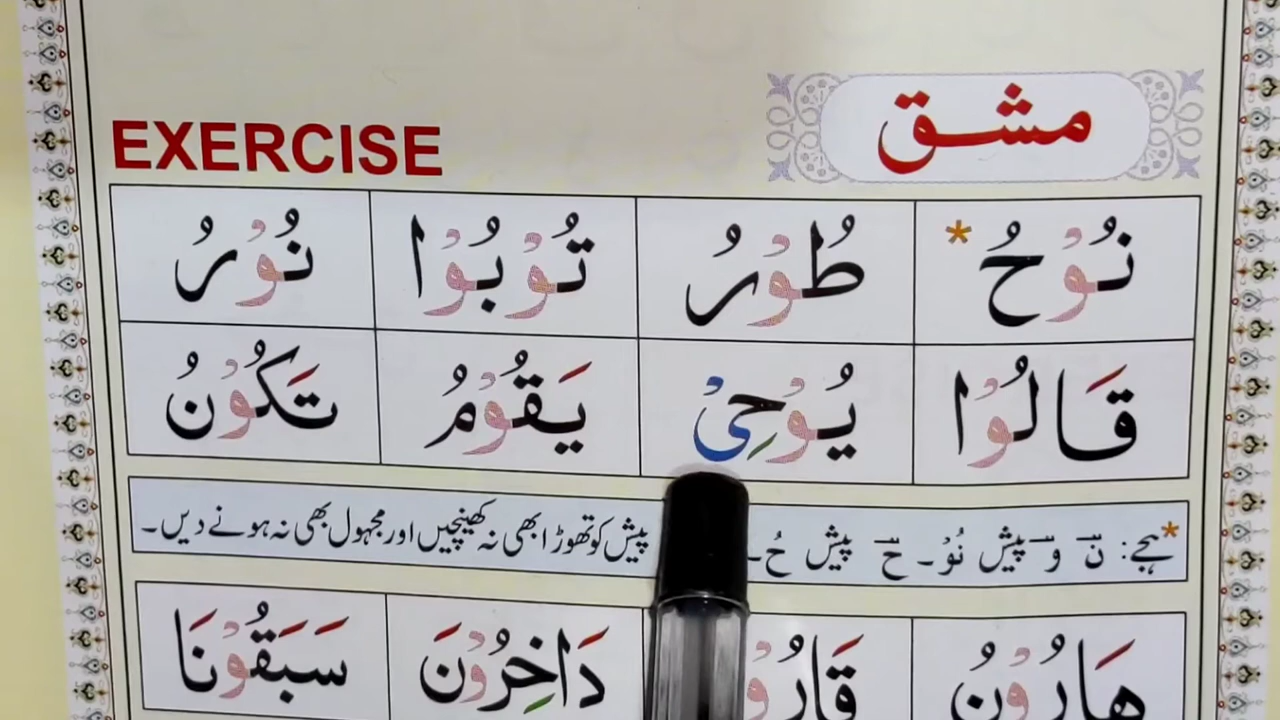 EXERCISE مشق
نُوْحُ* طُوْرُ تُوْبُوْا نُوْرُ
قَالُوْا يُوْحِیْ يَقُوْمُ تَكُوْنُ
*ہجے: نٓ وٓ پیش نُوْ۔ حٓ پیش حُ۔ پیش کو تھوڑا بھی نہ کھینچیں اور مجہول بھی نہ ہونے دیں۔
هَارُوْنُ دَاخِرُوْنَ سَبَقُوْنَا